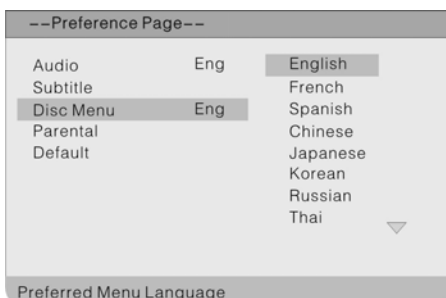 --Preference Page--
Audio Eng English
Subtitle French
Disc Menu Eng Spanish
Parental Chinese
Default Japanese
Korean
Russian
Thai
Preferred Menu Language